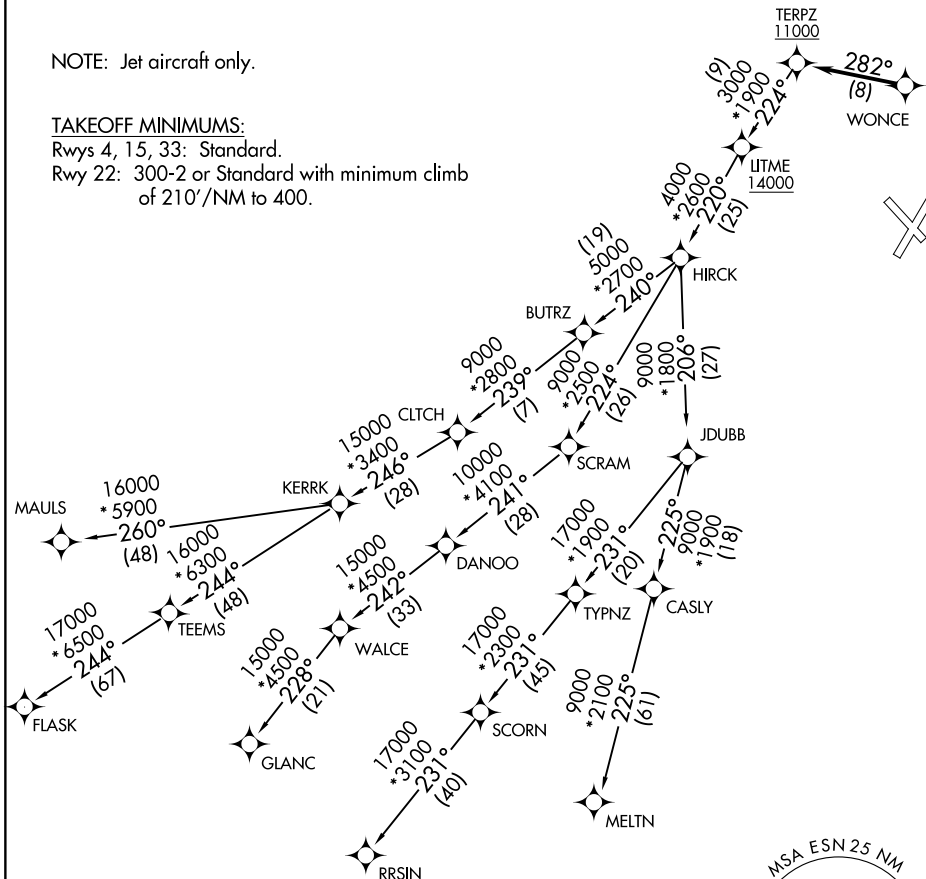 NOTE: Jet aircraft only.
TAKEOFF MINIMUMS:
Rwys 4, 15, 33: Standard.
Rwy 22: 300-2 or Standard with minimum climb
of 210'/NM to 400.
TERPZ
11000
282°
(8)
WONCE
(9)
3000
*1900
224°
LITME
14000
4000
*2600
220°
(25)
HIRCK
(19)
5000
*2700
240°
BUTRZ
9000
*2800
239°
(7)
CLTCH
9000
*2500
224°
(26)
SCRAM
9000
*1800
206°
(27)
JDUBB
15000
*3400
246°
(28)
KERRK
16000
*5900
260°
(48)
MAULS
16000
*6300
244°
(48)
TEEMS
17000
*6500
244°
(67)
FLASK
10000
*4100
241°
(28)
DANOO
15000
*4500
242°
(33)
WALCE
15000
*4500
228°
(21)
GLANC
17000
*1900
231°
(20)
TYPNZ
17000
*2300
231°
(45)
SCORN
17000
*3100
231°
(40)
RRSIN
225°
9000
*1900
(18)
CASLY
9000
*2100
225°
(61)
MELTN
MSA ESN 25 NM